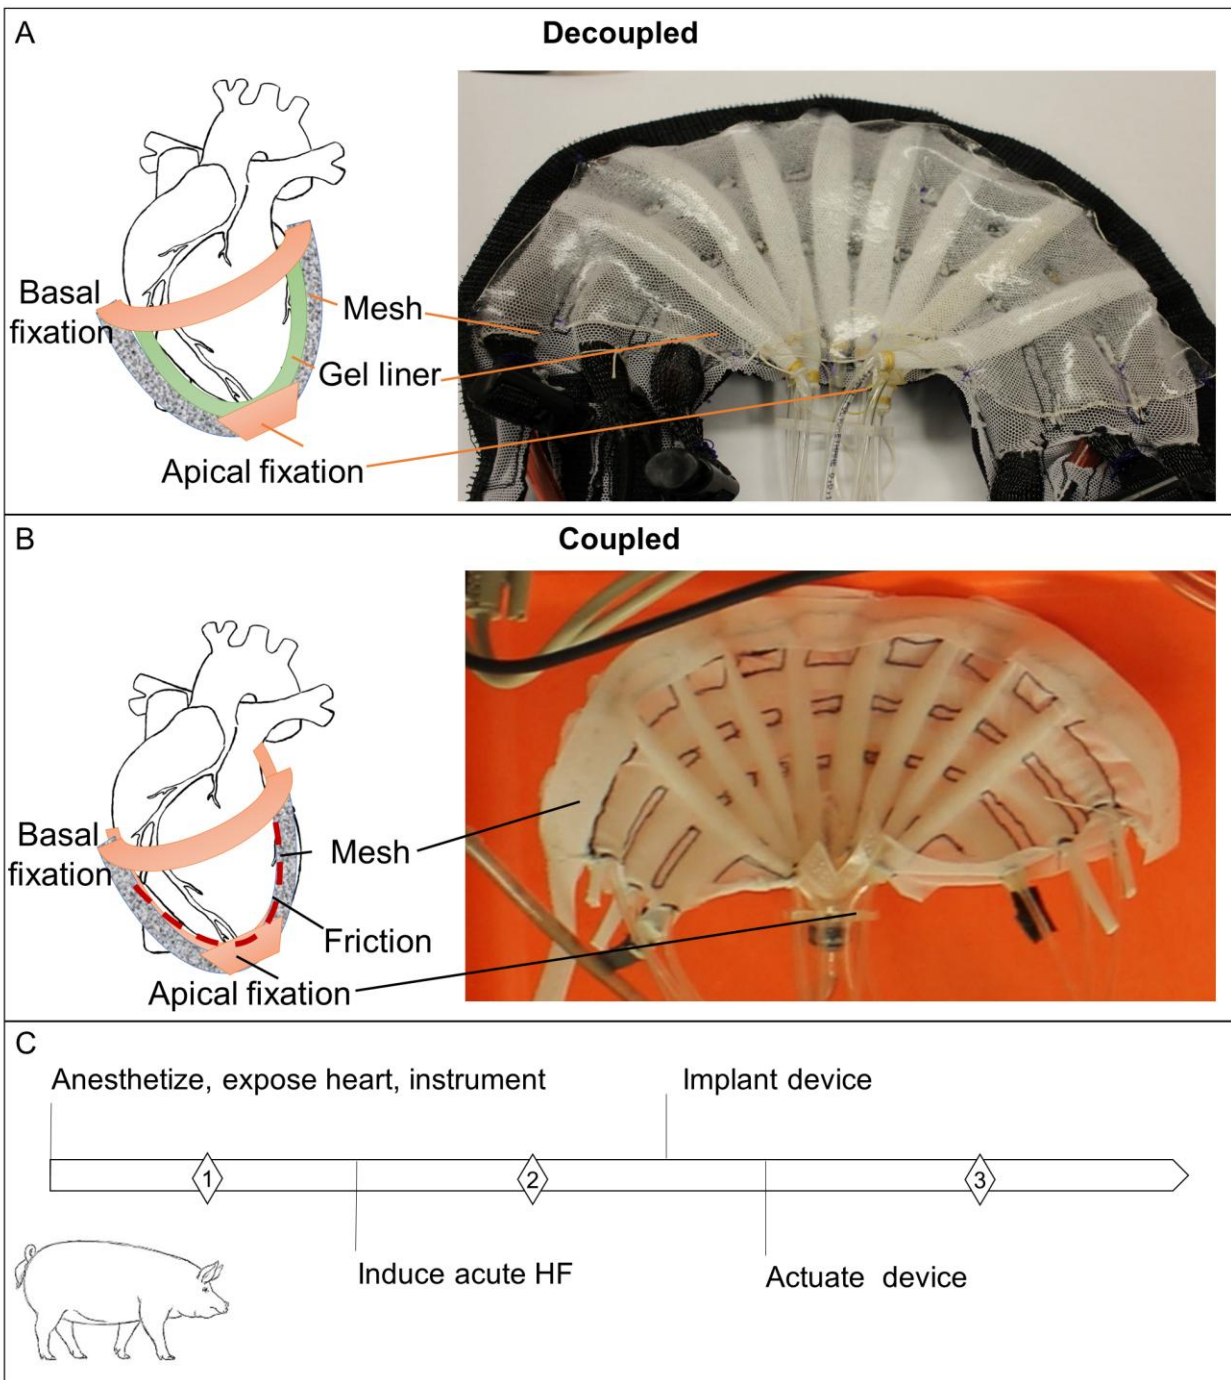 A
Decoupled
Basal
fixation
Mesh
Gel liner
Apical fixation
B
Coupled
Basal
fixation
Mesh
Friction
Apical fixation
C
Anesthetize, expose heart, instrument
Implant device
1
2
3
Induce acute HF
Actuate device